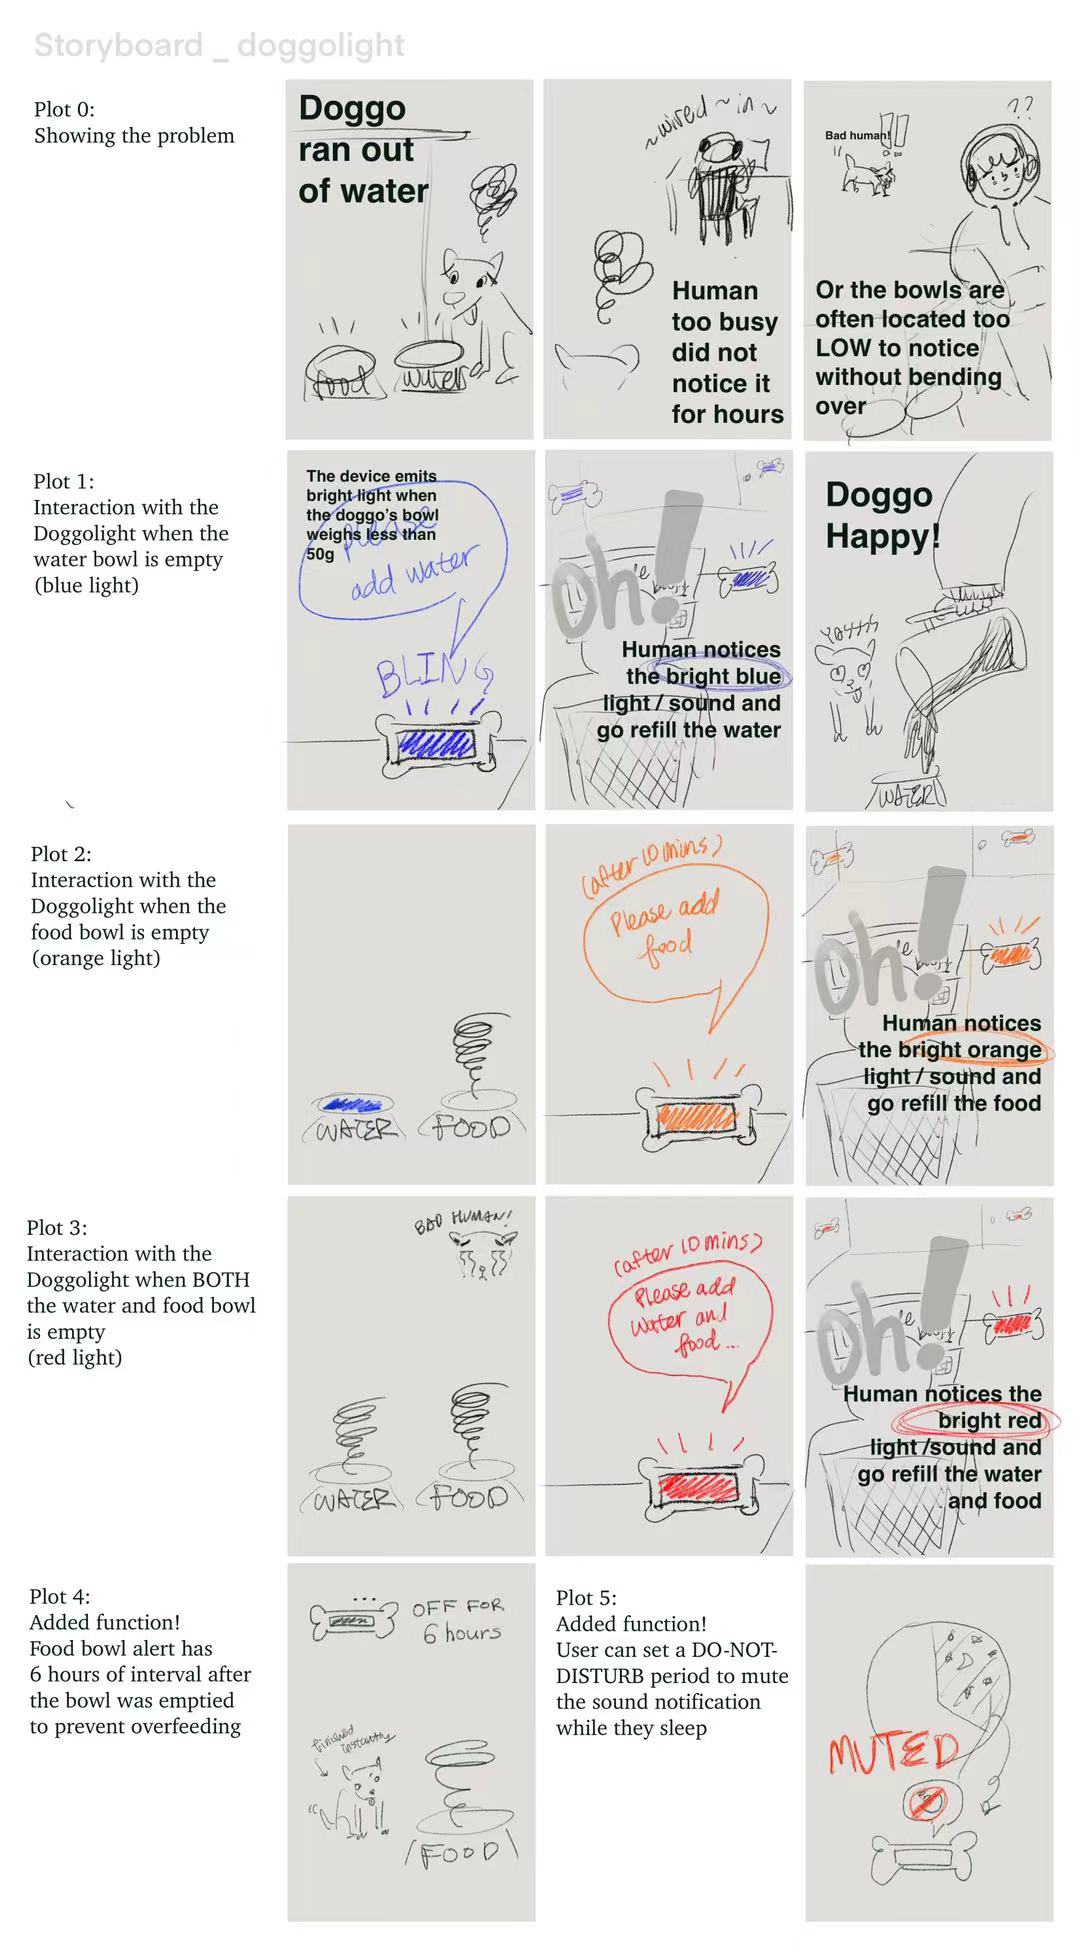 Storyboard _ doggolight
Plot 0:
Showing the problem
Doggo
ran out
of water
food
water
~wired~in~
Human
too busy
did not
notice it
for hours
??
Bad human!
!!
Or the bowls are
often located too
LOW to notice
without bending
over
Plot 1:
Interaction with the
Doggolight when the
water bowl is empty
(blue light)
The device emits
bright light when
the doggo's bowl
weighs less than
50g
please
add water
BLING
oh!
Human notices
the bright blue
light / sound and
go refill the water
Doggo
Happy!
YASSSS
WATER
Plot 2:
Interaction with the
Doggolight when the
food bowl is empty
(orange light)
WATER
FOOD
(after 10 mins)
Please add
food
oh!
Human notices
the bright orange
light / sound and
go refill the food
Plot 3:
Interaction with the
Doggolight when BOTH
the water and food bowl
is empty
(red light)
BAD HUMAN!
WATER
FOOD
(after 10 mins)
Please add
Water and
food...
oh!
Human notices the
bright red
light /sound and
go refill the water
and food
Plot 4:
Added function!
Food bowl alert has
6 hours of interval after
the bowl was emptied
to prevent overfeeding
...
OFF FOR
6 hours
finished
instantly
FOOD
Plot 5:
Added function!
User can set a DO-NOT-
DISTURB period to mute
the sound notification
while they sleep
MUTED